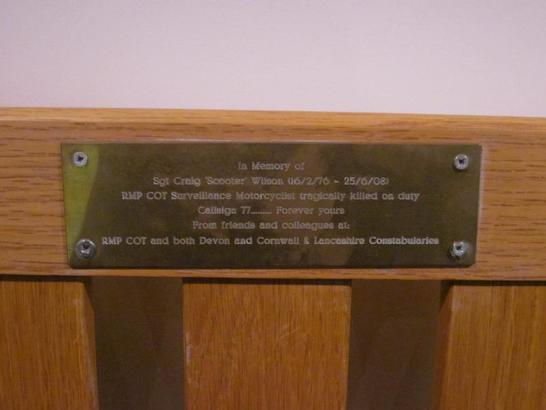 In Memory of
Sgt Craig 'Scooter' Wilson (16/2/76 - 25/6/08)
RMP COT Surveillance Motorcyclist tragically killed on duty
Callsign 77......... Forever yours
From friends and colleagues at:
RMP COT and both Devon and Cornwall & Lancashire Constabularies